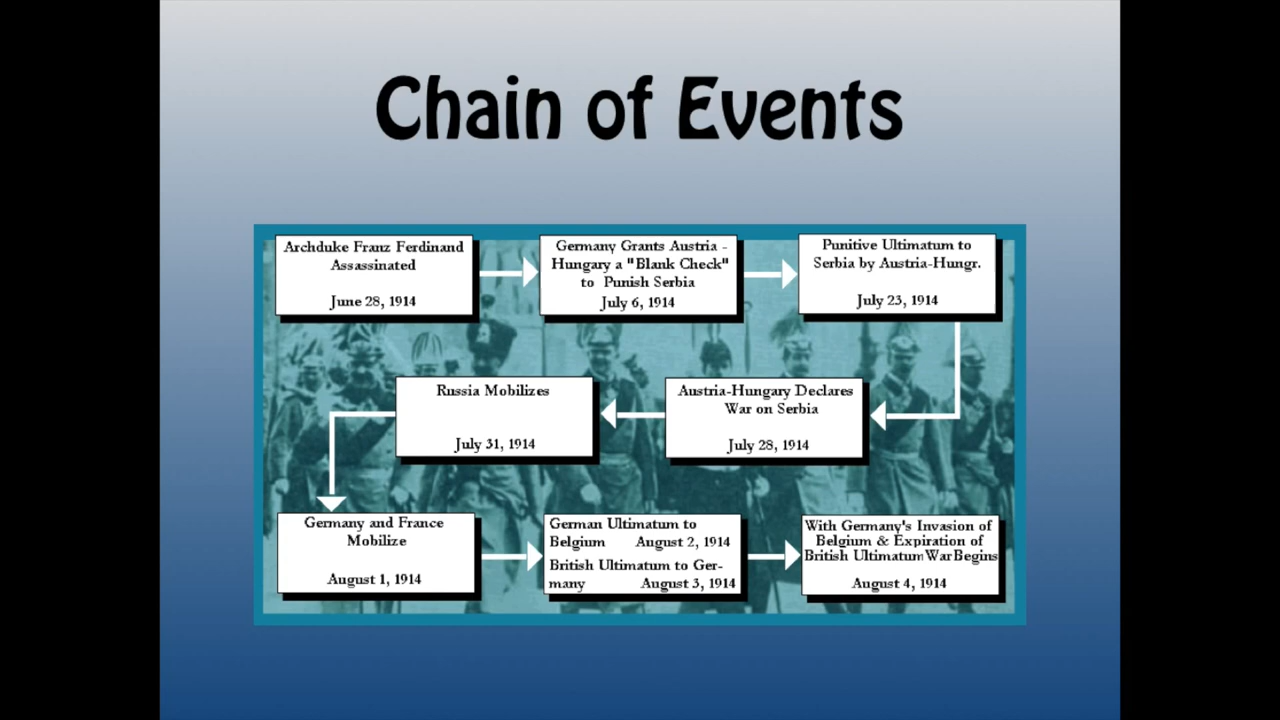 Chain of Events
Archduke Franz Ferdinand
Assassinated
June 28, 1914
Germany Grants Austria -
Hungary a "Blank Check"
to Punish Serbia
July 6, 1914
Punitive Ultimatum to
Serbia by Austria-Hungr.
July 23, 1914
Austria-Hungary Declares
War on Serbia
July 28, 1914
Russia Mobilizes
July 31, 1914
Germany and France
Mobilize
August 1, 1914
German Ultimatum to
Belgium August 2, 1914
British Ultimatum to Ger-
many August 3, 1914
With Germany's Invasion of
Belgium & Expiration of
British Ultimatum War Begins
August 4, 1914